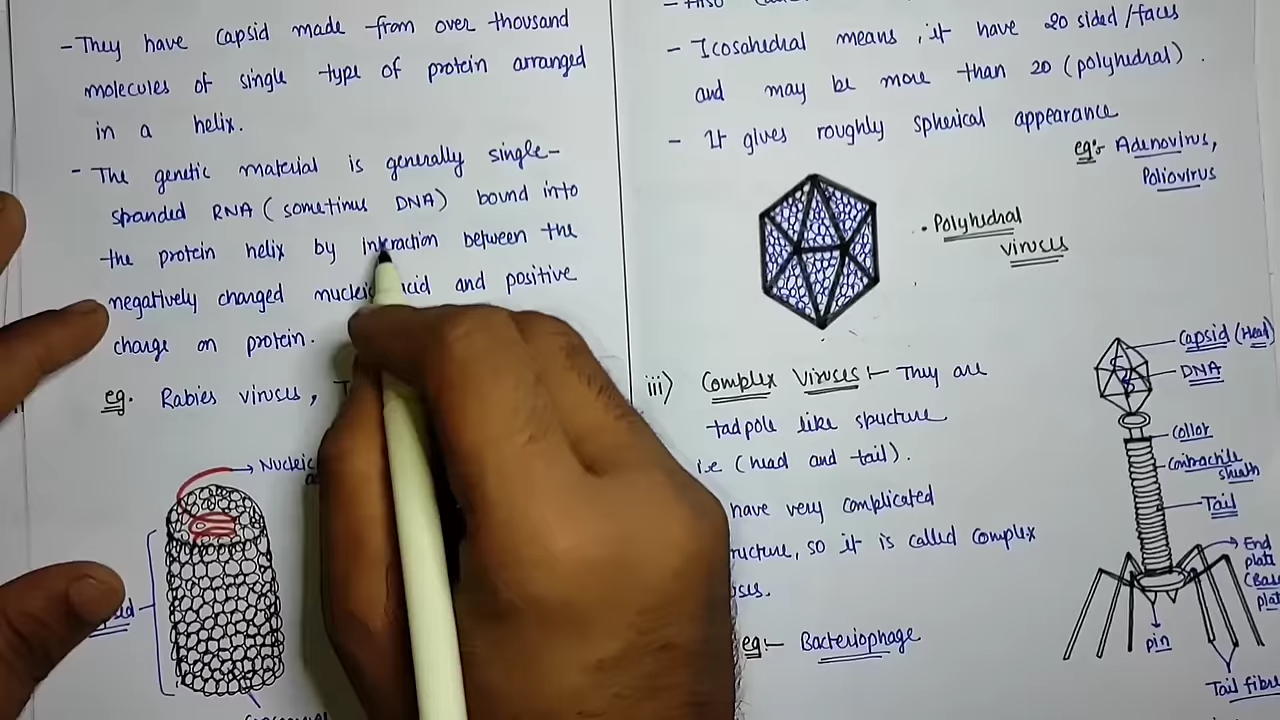 - They have capsid made from over thousand
molecules of single type of protein arranged
in a helix.
- The genetic material is generally single-
stranded RNA (sometimes DNA) bound into
the protein helix by interaction between the
negatively charged nucleic acid and positive
charge on protein.
eg. Rabies viruses,
Nucleic
- Icosahedral means, it have 20 sided/faces
and may be more than 20 (polyhedral).
- It gives roughly spherical appearance
eg:- Adenovirus,
Poliovirus
. Polyhedral
viruses
iii) Complex Viruses:- They are
tadpole like structure
i.e (head and tail).
have very complicated
so it is called complex
eg:- Bacteriophage
Capsid (Head)
DNA
Collor
Contractile
sheath
Tail
End
plate
(Base
plat
pin
Tail fibre